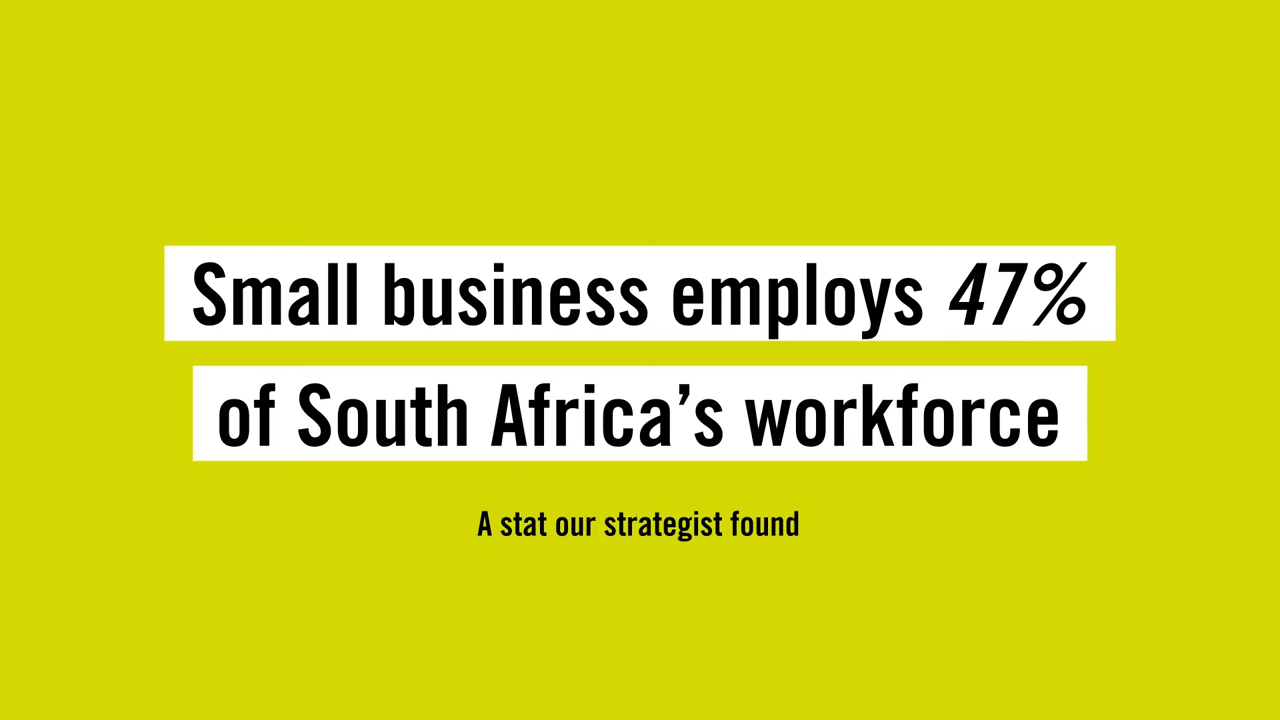 Small business employs 47%
of South Africa’s workforce
A stat our strategist found